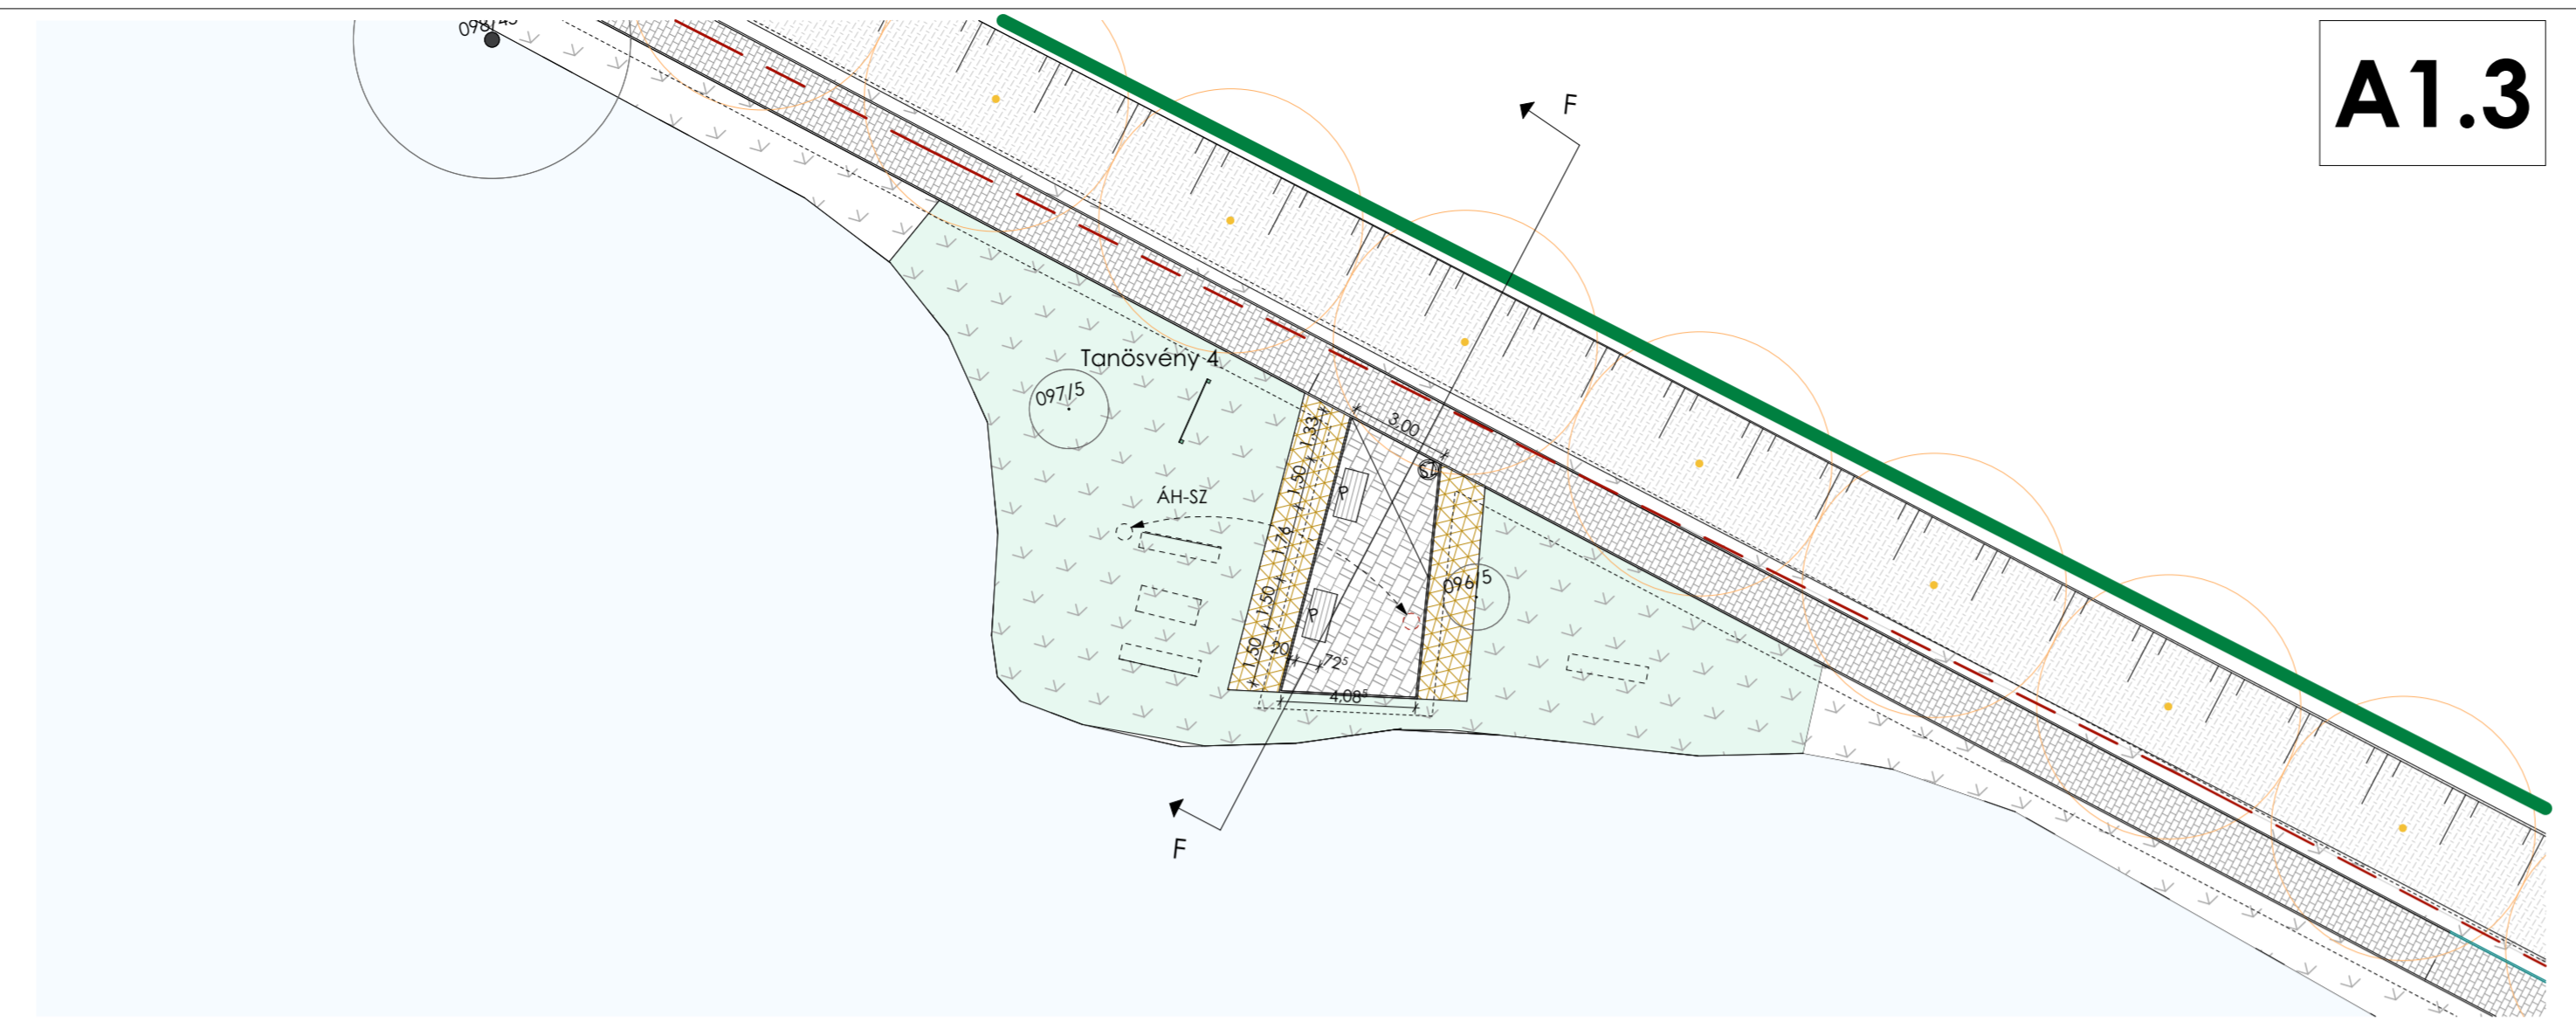 A1.3
F
Tanösvény 4
097/5
3,00
1,33
SZ
1,50
P
ÁH-SZ
1,76
096/5
1,50
P
1,50
20
72⁵
4,08⁵
F